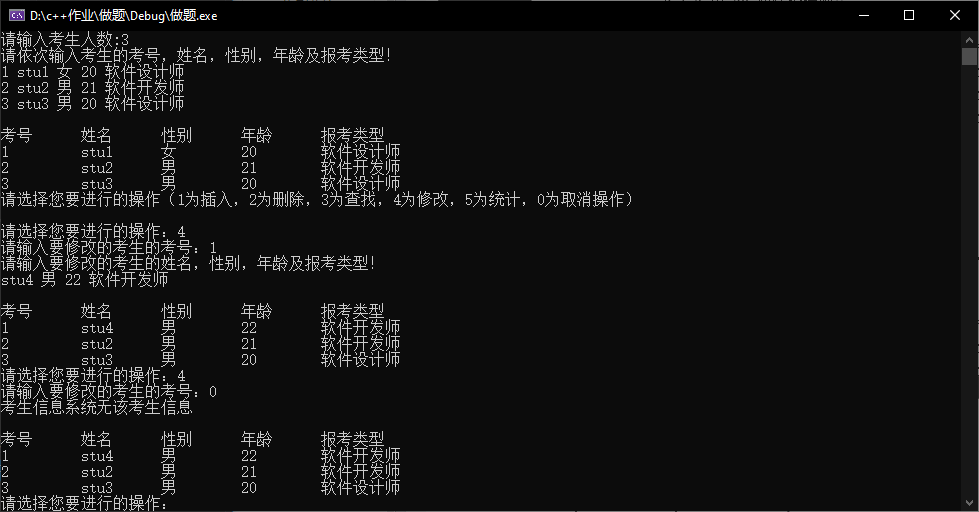 D:\c++作业\做题\Debug\做题.exe
请输入考生人数:3
请依次输入考生的考号，姓名，性别，年龄及报考类型!
1 stu1 女 20 软件设计师
2 stu2 男 21 软件开发师
3 stu3 男 20 软件设计师
考号 姓名 性别 年龄 报考类型
1 stu1 女 20 软件设计师
2 stu2 男 21 软件开发师
3 stu3 男 20 软件设计师
请选择您要进行的操作（1为插入，2为删除，3为查找，4为修改，5为统计，0为取消操作）
请选择您要进行的操作：4
请输入要修改的考生的考号：1
请输入要修改的考生的姓名，性别，年龄及报考类型!
stu4 男 22 软件开发师
考号 姓名 性别 年龄 报考类型
1 stu4 男 22 软件开发师
2 stu2 男 21 软件开发师
3 stu3 男 20 软件设计师
请选择您要进行的操作：4
请输入要修改的考生的考号：0
考生信息系统无该考生信息
考号 姓名 性别 年龄 报考类型
1 stu4 男 22 软件开发师
2 stu2 男 21 软件开发师
3 stu3 男 20 软件设计师
请选择您要进行的操作：